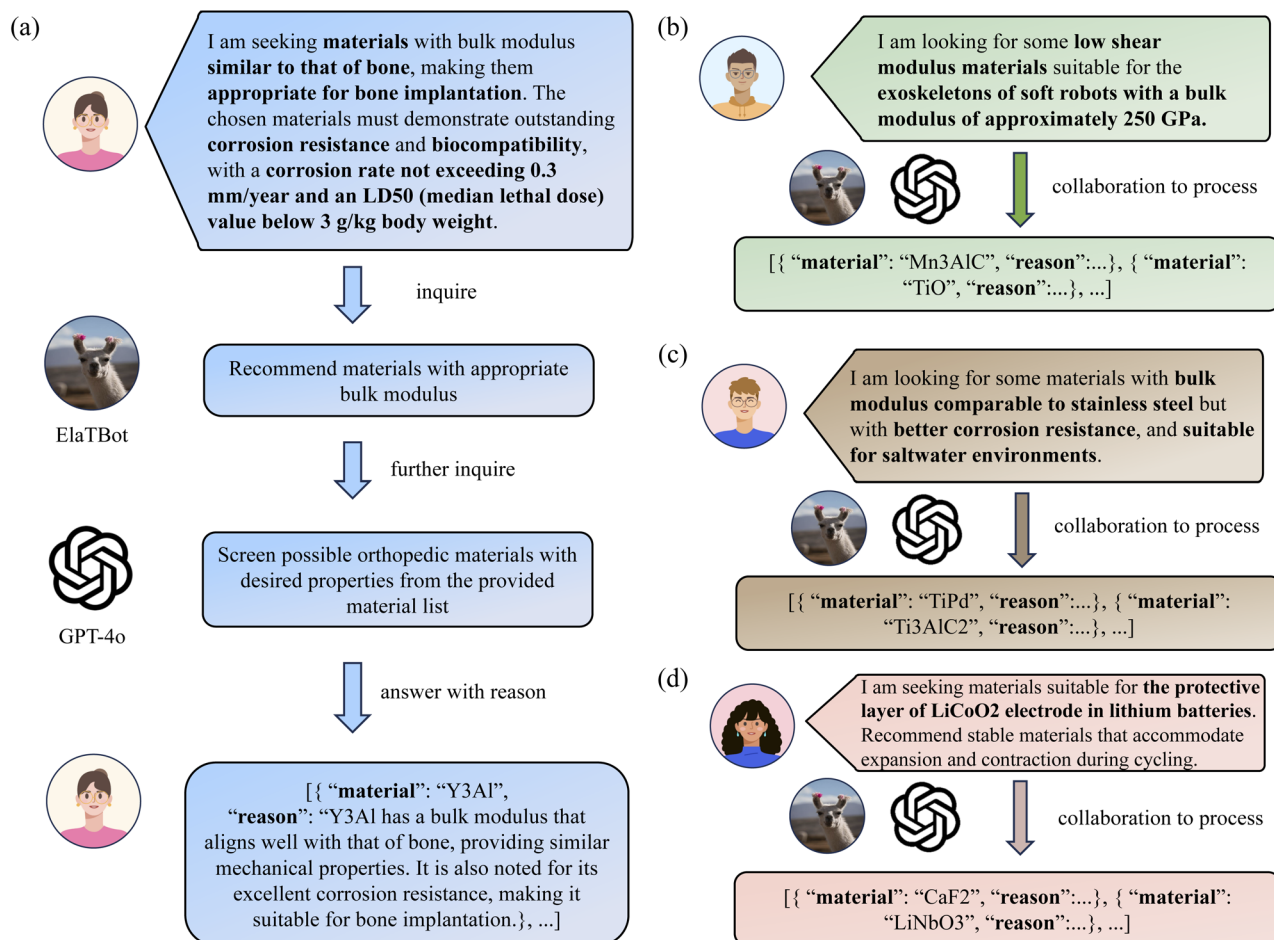 (a)
I am seeking materials with bulk modulus
similar to that of bone, making them
appropriate for bone implantation. The
chosen materials must demonstrate outstanding
corrosion resistance and biocompatibility,
with a corrosion rate not exceeding 0.3
mm/year and an LD50 (median lethal dose)
value below 3 g/kg body weight.
inquire
ElaTBot
Recommend materials with appropriate
bulk modulus
further inquire
GPT-4o
Screen possible orthopedic materials with
desired properties from the provided
material list
answer with reason
[{ “material”: “Y3Al”,
“reason”: “Y3Al has a bulk modulus that
aligns well with that of bone, providing similar
mechanical properties. It is also noted for its
excellent corrosion resistance, making it
suitable for bone implantation.}, ...]
(b)
I am looking for some low shear
modulus materials suitable for the
exoskeletons of soft robots with a bulk
modulus of approximately 250 GPa.
collaboration to process
[{ “material”: “Mn3AlC”, “reason”:...}, { “material”:
“TiO”, “reason”:...}, ...]
(c)
I am looking for some materials with bulk
modulus comparable to stainless steel but
with better corrosion resistance, and suitable
for saltwater environments.
collaboration to process
[{ “material”: “TiPd”, “reason”:...}, { “material”:
“Ti3AlC2”, “reason”:...}, ...]
(d)
I am seeking materials suitable for the protective
layer of LiCoO2 electrode in lithium batteries.
Recommend stable materials that accommodate
expansion and contraction during cycling.
collaboration to process
[{ “material”: “CaF2”, “reason”:...}, { “material”:
“LiNbO3”, “reason”:...}, ...]